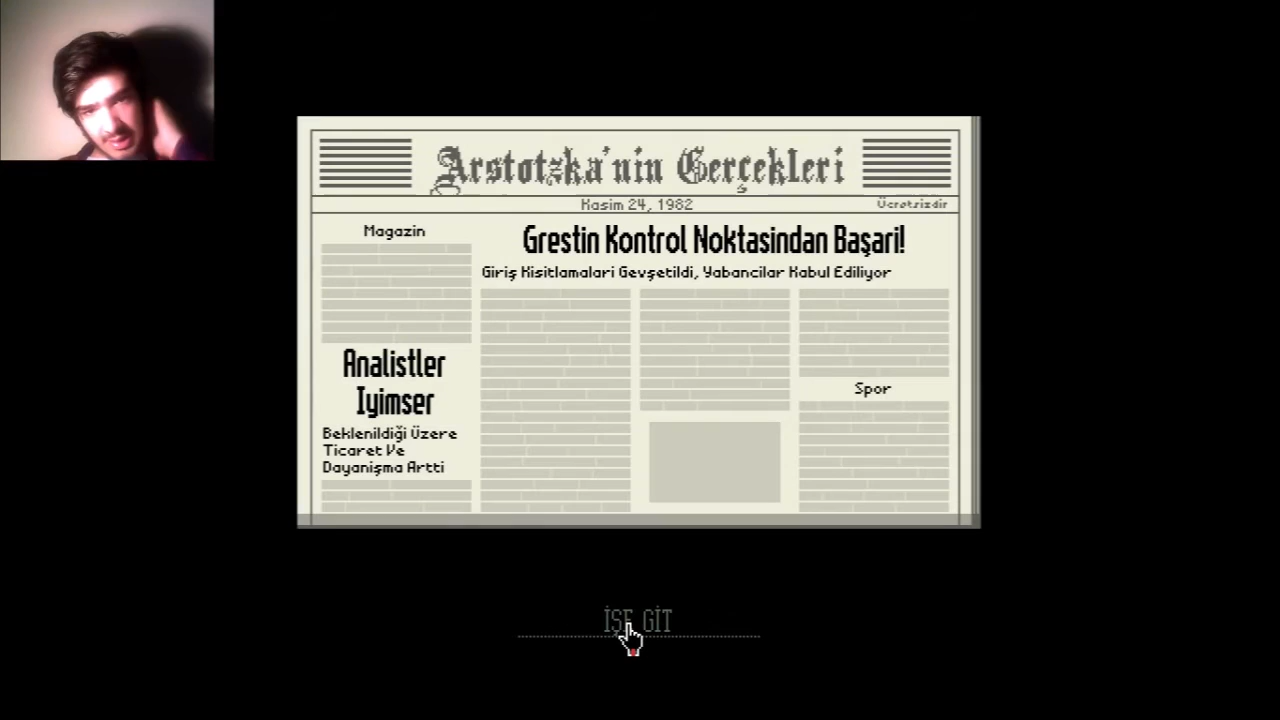 Arstotzka'nin Gerçekleri
Kasim 24, 1982
Ücretsizdir
Magazin
Grestin Kontrol Noktasindan Başari!
Giriş Kisitlamalari Gevşetildi, Yabancilar Kabul Ediliyor
Analistler
Iyimser
Beklenildiği Üzere
Ticaret Ve
Dayanişma Artti
Spor
İŞE GİT